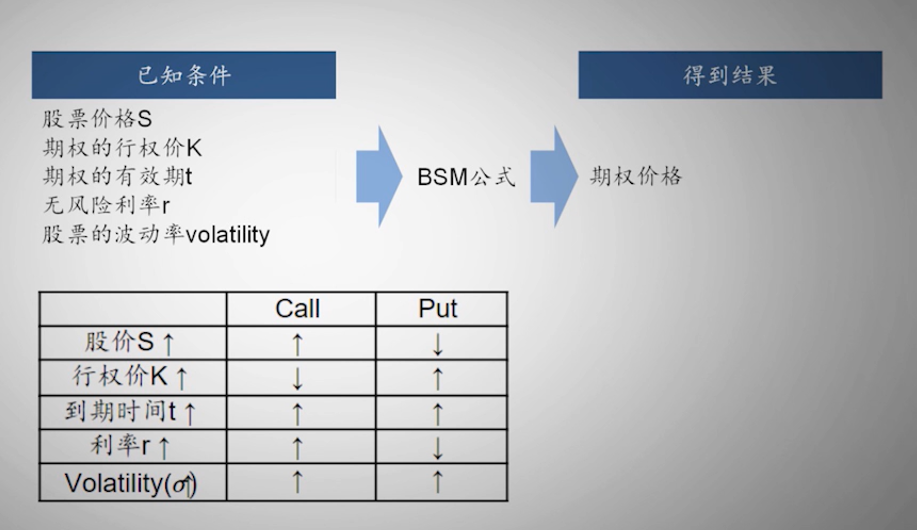 已知条件
得到结果
股票价格S
期权的行权价K
期权的有效期t
无风险利率r
股票的波动率volatility
BSM公式
期权价格
Call Put
股价S↑ ↑ ↓
行权价K↑ ↓ ↑
到期时间t↑ ↑ ↑
利率r↑ ↑ ↓
Volatility(σ↑) ↑ ↑